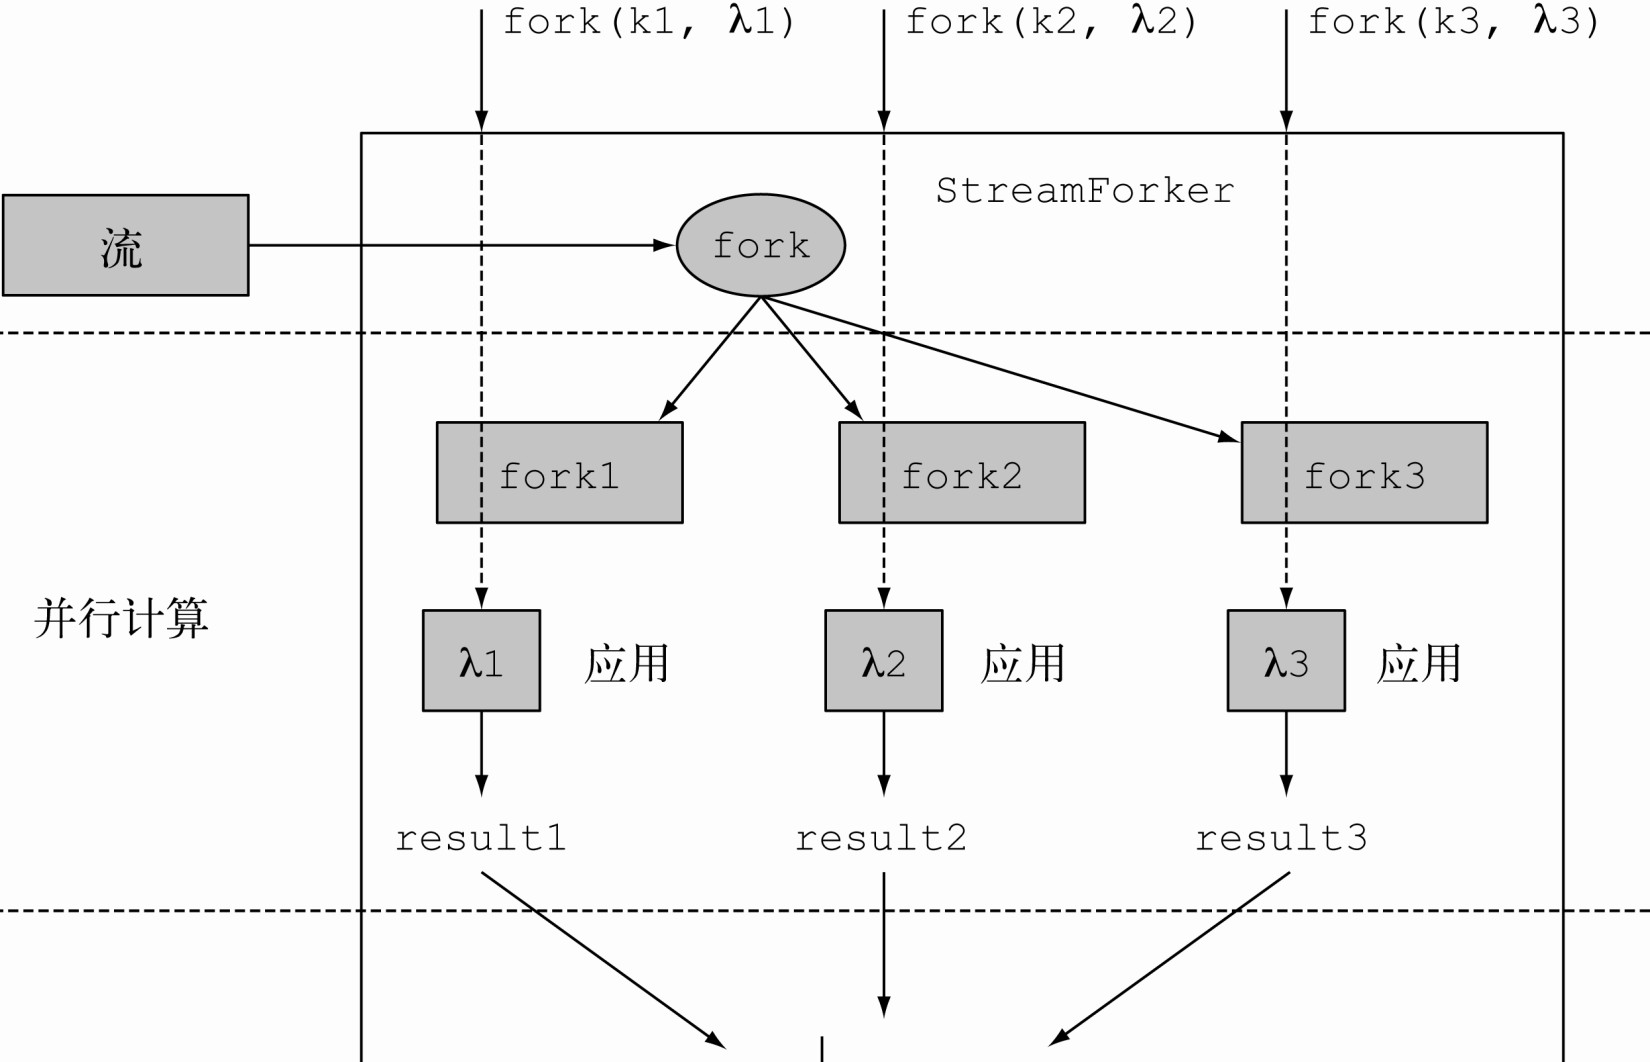 fork(k1, λ1)
fork(k2, λ2)
fork(k3, λ3)
StreamForker
流
fork
fork1
fork2
fork3
并行计算
λ1
应用
λ2
应用
λ3
应用
result1
result2
result3